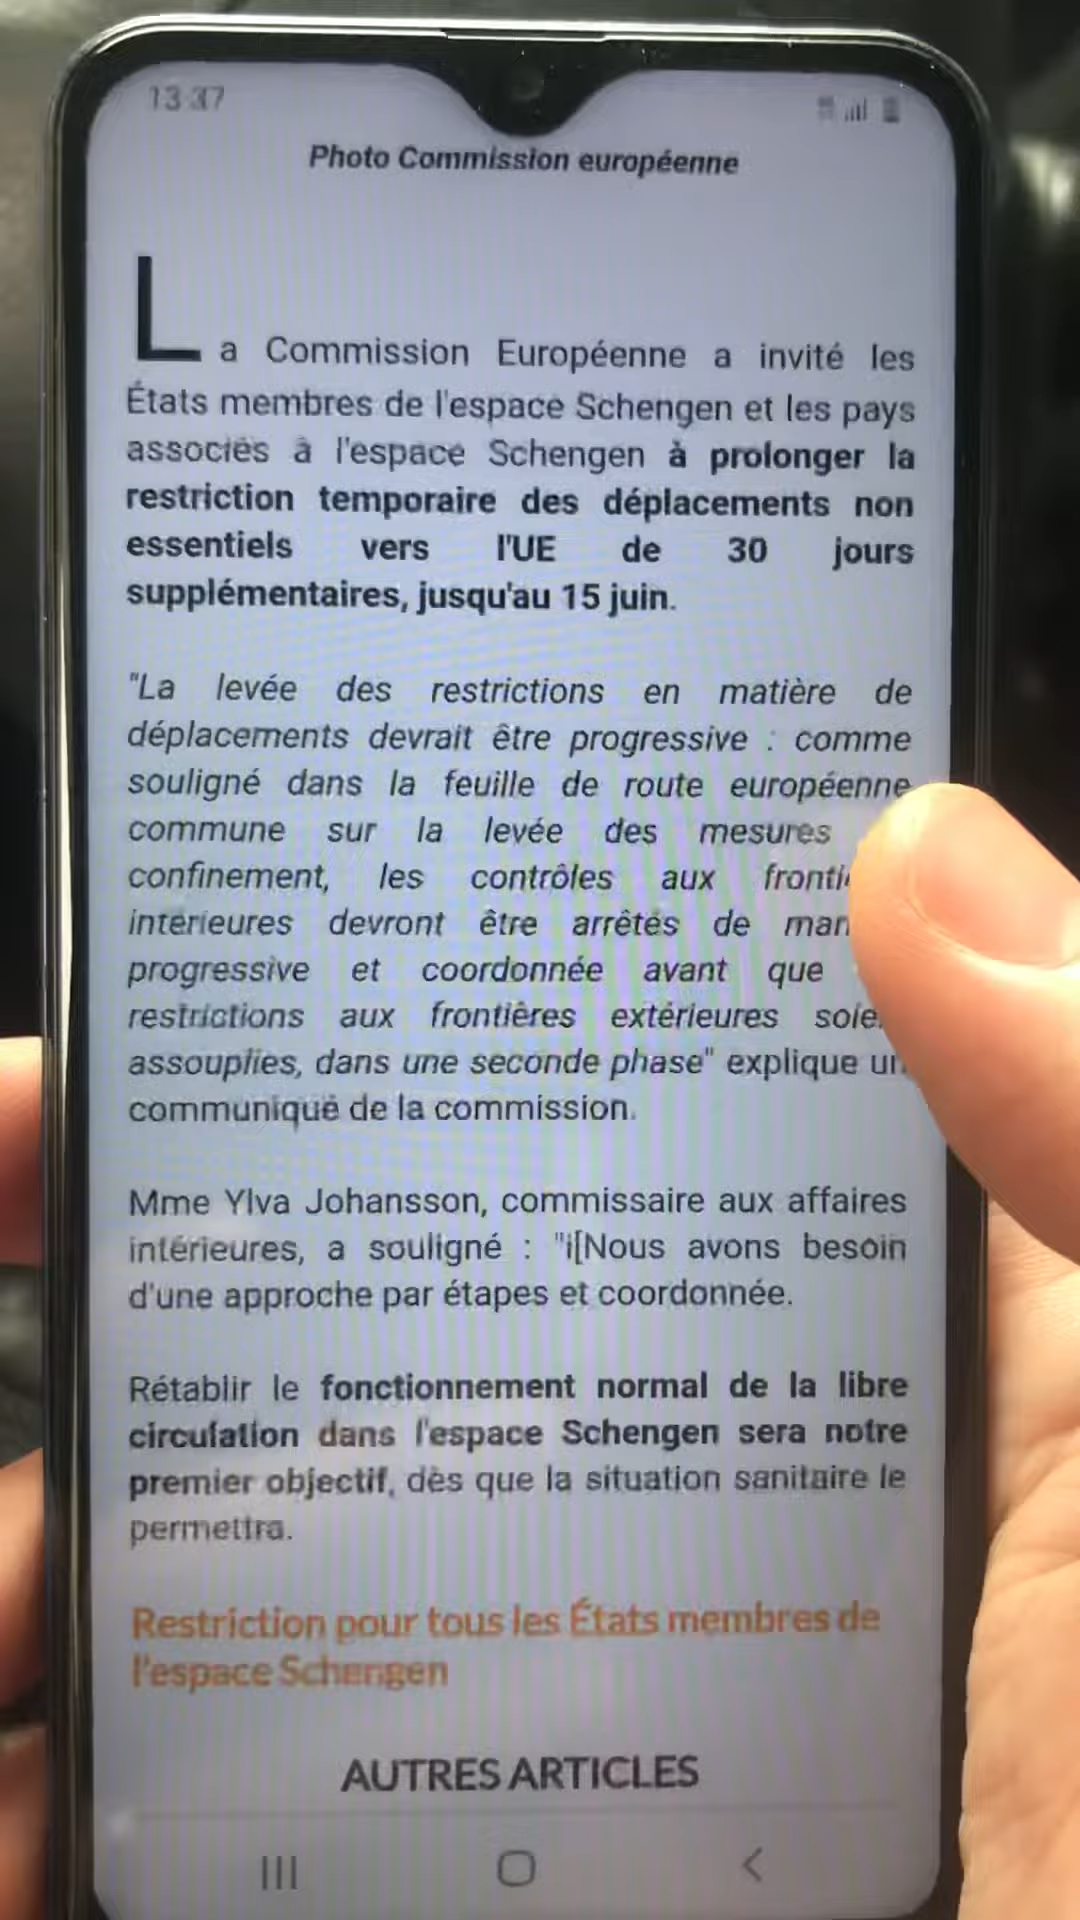 13:37
Photo Commission européenne
La Commission Européenne a invité les
États membres de l'espace Schengen et les pays
associés à l'espace Schengen à prolonger la
restriction temporaire des déplacements non
essentiels vers l'UE de 30 jours
supplémentaires, jusqu'au 15 juin.
"La levée des restrictions en matière de
déplacements devrait être progressive : comme
souligné dans la feuille de route européenne
commune sur la levée des mesures
confinement, les contrôles aux
intérieures devront être arrêtés de
progressive et coordonnée avant que
restrictions aux frontières extérieures
assouplies, dans une seconde phase" explique un
communiqué de la commission.
Mme Ylva Johansson, commissaire aux affaires
intérieures, a souligné : "i[Nous avons besoin
d'une approche par étapes et coordonnée.
Rétablir le fonctionnement normal de la libre
circulation dans l'espace Schengen sera notre
premier objectif, dès que la situation sanitaire le
permettra.
Restriction pour tous les États membres de
l'espace Schengen
AUTRES ARTICLES